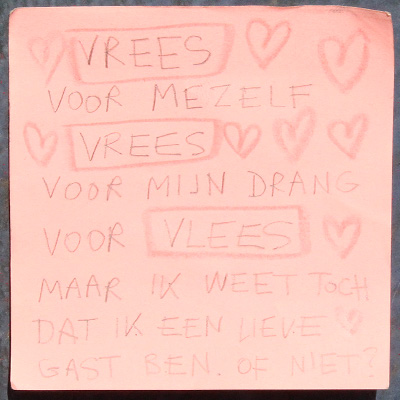 VREES
VOOR MEZELF
VREES
VOOR MIJN DRANG
VOOR VLEES
MAAR IK WEET TOCH
DAT IK EEN LIEVE
GAST BEN. OF NIET?